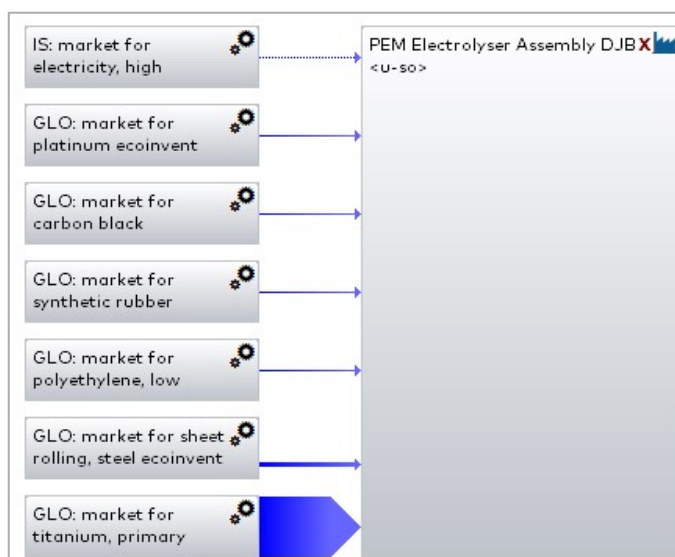 IS: market for
electricity, high
PEM Electrolyser Assembly DJB X
<u-so>
GLO: market for
platinum ecoinvent
GLO: market for
carbon black
GLO: market for
synthetic rubber
GLO: market for
polyethylene, low
GLO: market for sheet
rolling, steel ecoinvent
GLO: market for
titanium, primary